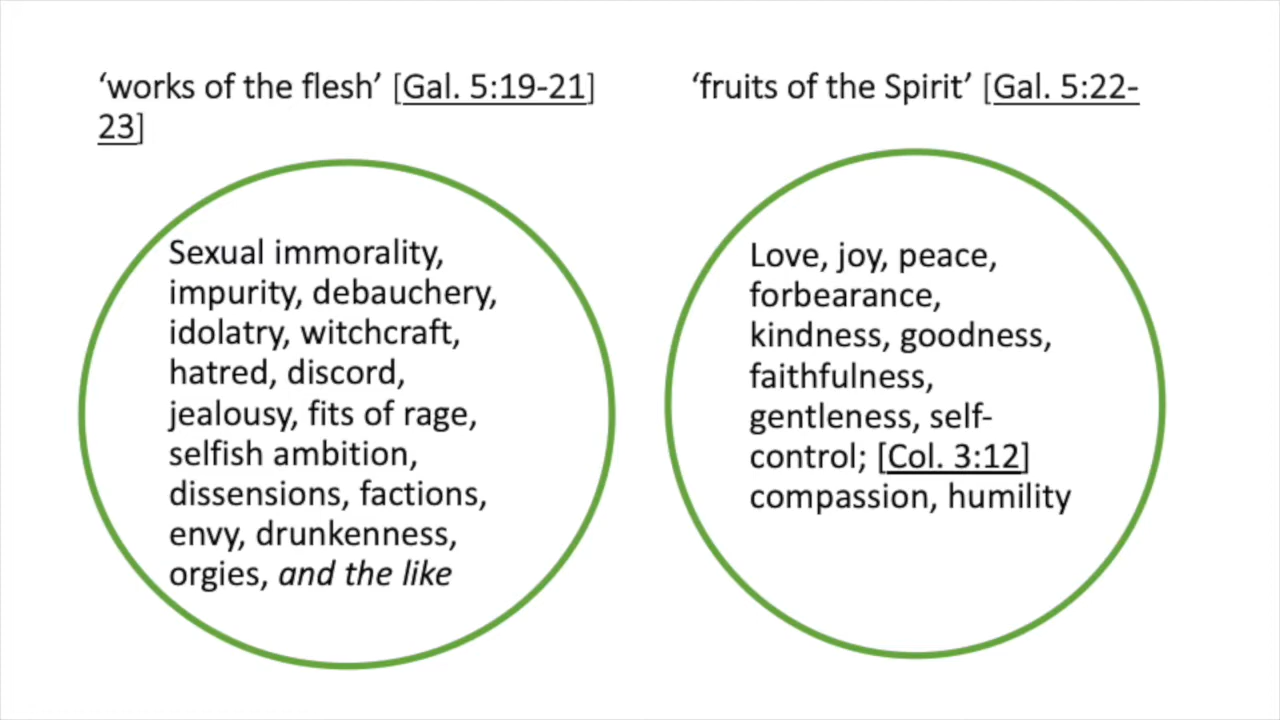 ‘works of the flesh’ [Gal. 5:19-21] ‘fruits of the Spirit’ [Gal. 5:22-
23]
Sexual immorality,
impurity, debauchery,
idolatry, witchcraft,
hatred, discord,
jealousy, fits of rage,
selfish ambition,
dissensions, factions,
envy, drunkenness,
orgies, and the like
Love, joy, peace,
forbearance,
kindness, goodness,
faithfulness,
gentleness, self-
control; [Col. 3:12]
compassion, humility